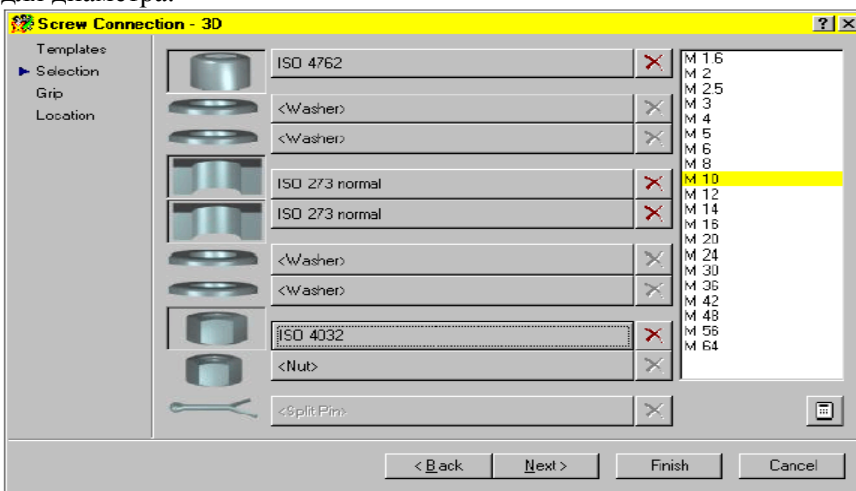 для диаметра.
Screw Connection - 3D
Templates
Selection
Grip
Location
ISO 4762
<Washer>
<Washer>
ISO 273 normal
ISO 273 normal
<Washer>
<Washer>
ISO 4032
<Nut>
<Split Pin>
M 1.6
M 2
M 2.5
M 3
M 4
M 5
M 6
M 8
M 10
M 12
M 14
M 16
M 20
M 24
M 30
M 36
M 42
M 48
M 56
M 64
< Back
Next >
Finish
Cancel